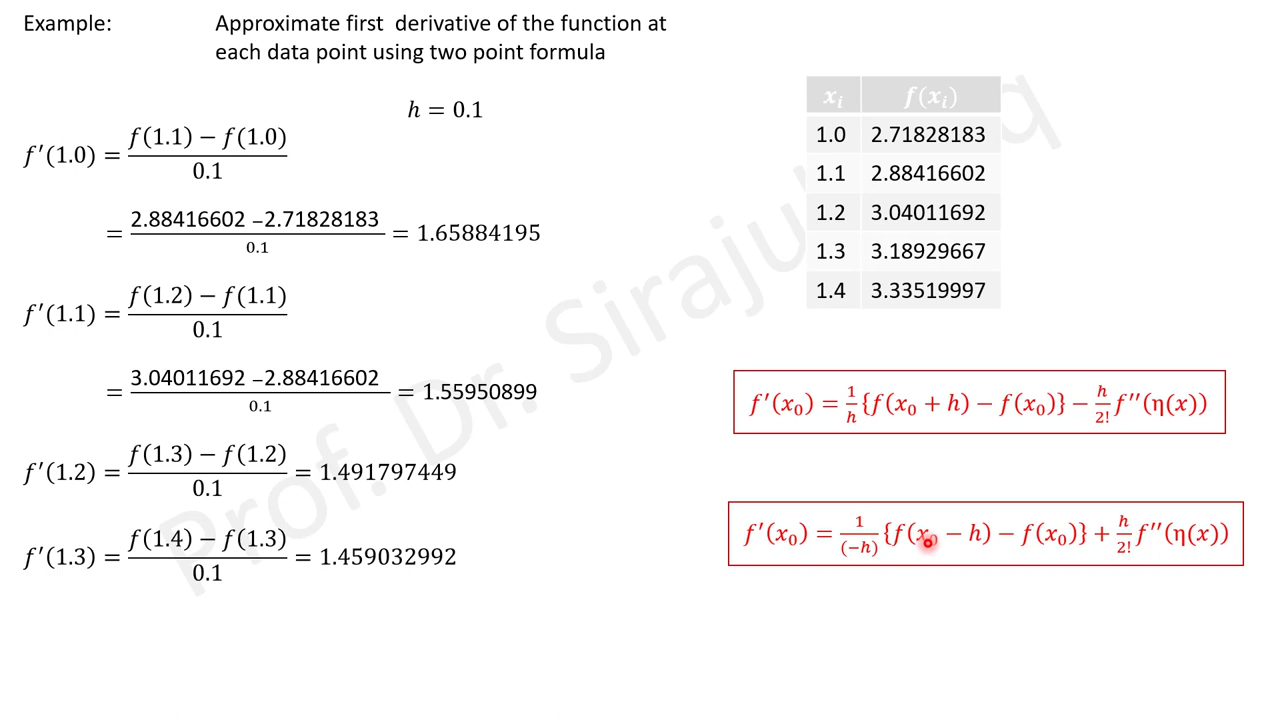 Example: Approximate first derivative of the function at
each data point using two point formula
h = 0.1
f′(1.0) = (f(1.1) − f(1.0)) / 0.1
= (2.88416602 −2.71828183) / 0.1 = 1.65884195
f′(1.1) = (f(1.2) − f(1.1)) / 0.1
= (3.04011692 −2.88416602) / 0.1 = 1.55950899
f′(1.2) = (f(1.3) − f(1.2)) / 0.1 = 1.491797449
f′(1.3) = (f(1.4) − f(1.3)) / 0.1 = 1.459032992
xᵢ f(xᵢ)
1.0 2.71828183
1.1 2.88416602
1.2 3.04011692
1.3 3.18929667
1.4 3.33519997
f′(x₀) = 1/h {f(x₀ + h) − f(x₀)} − h/2! f′′(η(x))
f′(x₀) = 1/(−h) {f(x₀ − h) − f(x₀)} + h/2! f′′(η(x))
Prof. Dr. Siraju